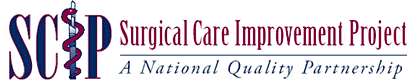 SCIP
Surgical Care Improvement Project
A National Quality Partnership